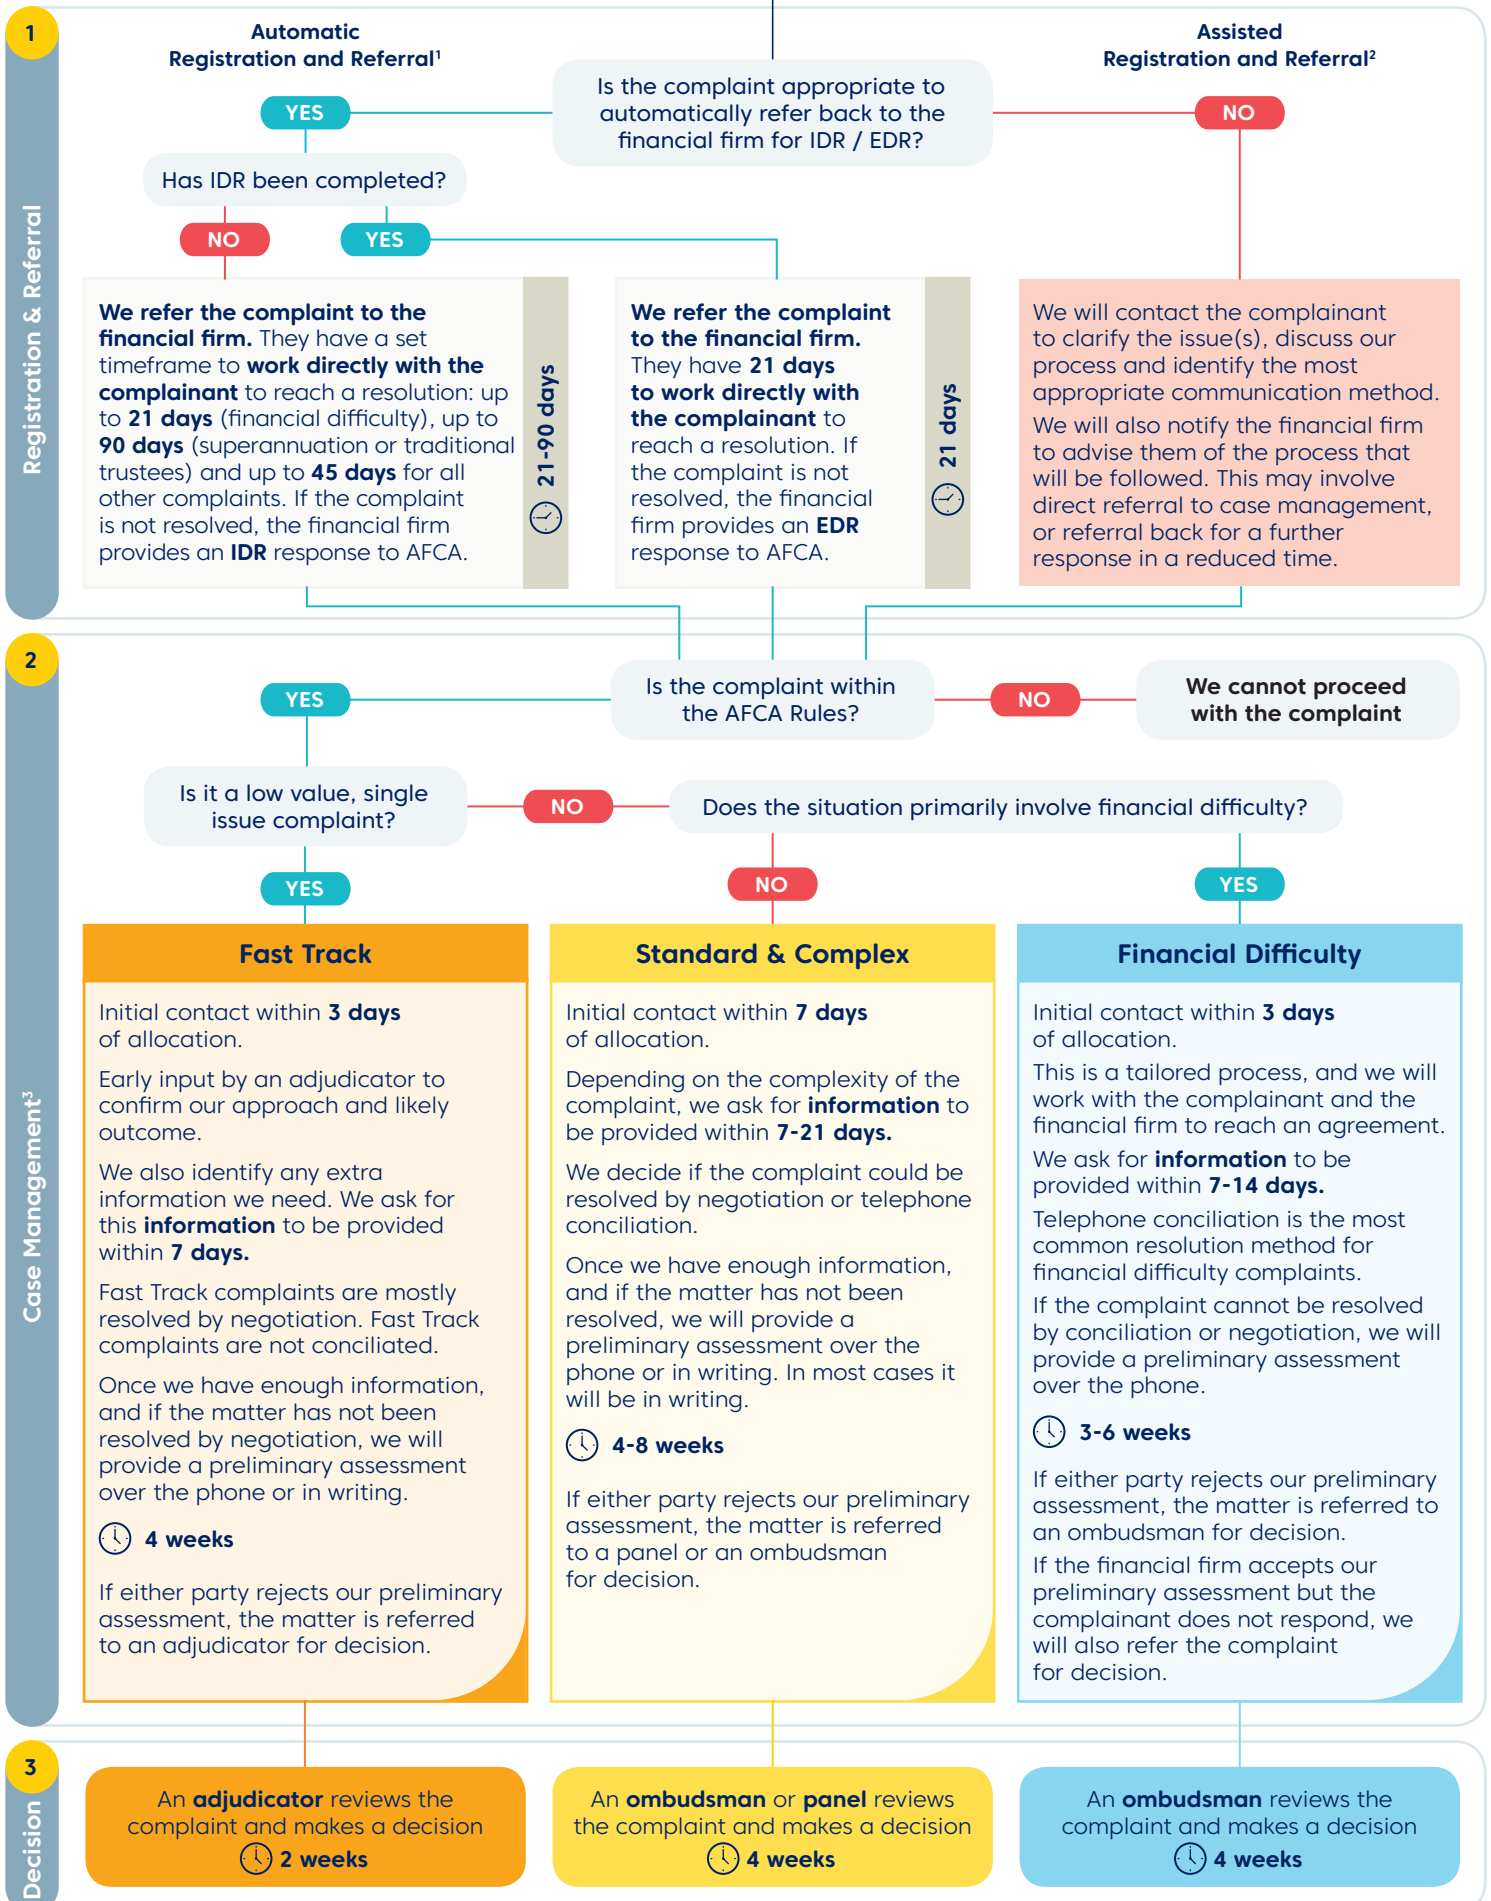 1
Registration & Referral
Automatic
Registration and Referral¹
Assisted
Registration and Referral²
Is the complaint appropriate to
automatically refer back to the
financial firm for IDR / EDR?
YES
NO
Has IDR been completed?
NO
YES
We refer the complaint to the
financial firm. They have a set
timeframe to work directly with the
complainant to reach a resolution: up
to 21 days (financial difficulty), up to
90 days (superannuation or traditional
trustees) and up to 45 days for all
other complaints. If the complaint
is not resolved, the financial firm
provides an IDR response to AFCA.
21-90 days
We refer the complaint
to the financial firm.
They have 21 days
to work directly with
the complainant to
reach a resolution. If
the complaint is not
resolved, the financial
firm provides an EDR
response to AFCA.
21 days
We will contact the complainant
to clarify the issue(s), discuss our
process and identify the most
appropriate communication method.
We will also notify the financial firm
to advise them of the process that
will be followed. This may involve
direct referral to case management,
or referral back for a further
response in a reduced time.
2
Case Management³
Is the complaint within
the AFCA Rules?
YES
NO
We cannot proceed
with the complaint
Is it a low value, single
issue complaint?
NO
Does the situation primarily involve financial difficulty?
YES
NO
YES
Fast Track
Initial contact within 3 days
of allocation.
Early input by an adjudicator to
confirm our approach and likely
outcome.
We also identify any extra
information we need. We ask for
this information to be provided
within 7 days.
Fast Track complaints are mostly
resolved by negotiation. Fast Track
complaints are not conciliated.
Once we have enough information,
and if the matter has not been
resolved by negotiation, we will
provide a preliminary assessment
over the phone or in writing.
4 weeks
If either party rejects our preliminary
assessment, the matter is referred
to an adjudicator for decision.
Standard & Complex
Initial contact within 7 days
of allocation.
Depending on the complexity of the
complaint, we ask for information to
be provided within 7-21 days.
We decide if the complaint could be
resolved by negotiation or telephone
conciliation.
Once we have enough information,
and if the matter has not been
resolved, we will provide a
preliminary assessment over the
phone or in writing. In most cases it
will be in writing.
4-8 weeks
If either party rejects our preliminary
assessment, the matter is referred
to a panel or an ombudsman
for decision.
Financial Difficulty
Initial contact within 3 days
of allocation.
This is a tailored process, and we will
work with the complainant and the
financial firm to reach an agreement.
We ask for information to be
provided within 7-14 days.
Telephone conciliation is the most
common resolution method for
financial difficulty complaints.
If the complaint cannot be resolved
by conciliation or negotiation, we will
provide a preliminary assessment
over the phone.
3-6 weeks
If either party rejects our preliminary
assessment, the matter is referred to
an ombudsman for decision.
If the financial firm accepts our
preliminary assessment but the
complainant does not respond, we
will also refer the complaint
for decision.
3
Decision
An adjudicator reviews the
complaint and makes a decision
2 weeks
An ombudsman or panel reviews
the complaint and makes a decision
4 weeks
An ombudsman reviews the
complaint and makes a decision
4 weeks